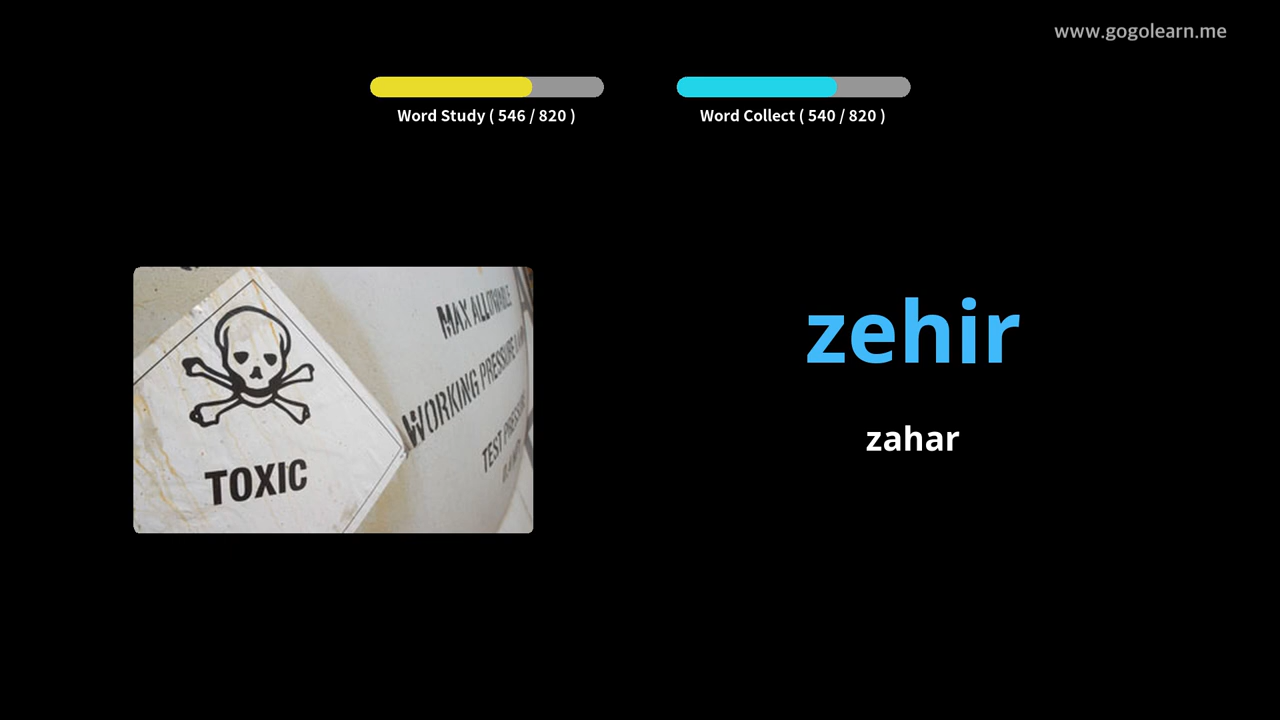 www.gogolearn.me
Word Study ( 546 / 820 )
Word Collect ( 540 / 820 )
MAX ALLOWABLE
WORKING PRESSURE
TEST PRESSURE
TOXIC
zehir
zahar